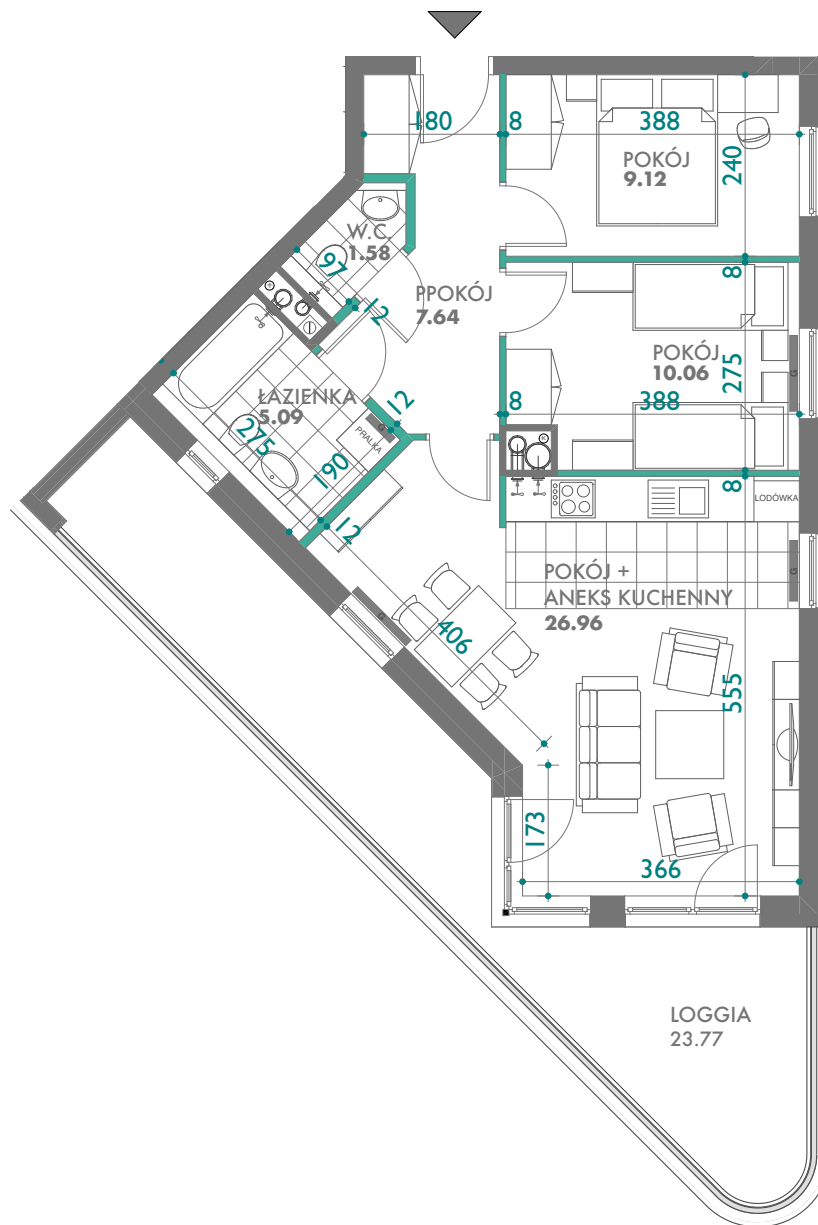 180
8
388
POKÓJ
9.12
240
W.C.
1.58
97
12
PPOKÓJ
7.64
8
POKÓJ
10.06
275
8
388
ŁAZIENKA
5.09
12
G
PRALKA
275
190
12
G
8
LODÓWKA
G
POKÓJ +
ANEKS KUCHENNY
26.96
G
406
555
173
366
LOGGIA
23.77